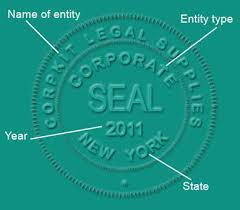 Name of entity
Entity type
CORPKIT LEGAL SUPPLIES
CORPORATE
SEAL
2011
NEW YORK
Year
State